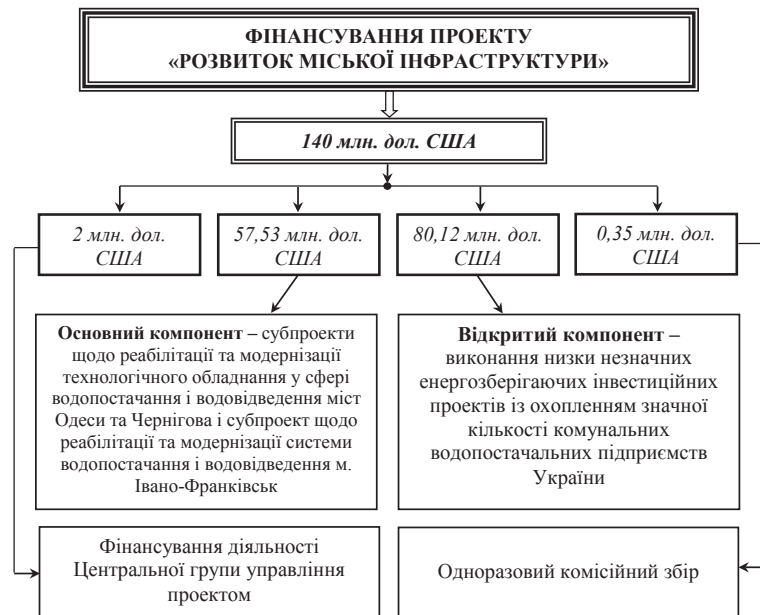 ФІНАНСУВАННЯ ПРОЕКТУ
«РОЗВИТОК МІСЬКОЇ ІНФРАСТРУКТУРИ»
140 млн. дол. США
2 млн. дол.
США
57,53 млн. дол.
США
80,12 млн. дол.
США
0,35 млн. дол.
США
Основний компонент – субпроекти
щодо реабілітації та модернізації
технологічного обладнання у сфері
водопостачання і водовідведення міст
Одеси та Чернігова і субпроект щодо
реабілітації та модернізації системи
водопостачання і водовідведення м.
Івано-Франківськ
Відкритий компонент –
виконання низки незначних
енергозберігаючих інвестиційних
проектів із охопленням значної
кількості комунальних
водопостачальних підприємств
України
Фінансування діяльності
Центральної групи управління
проектом
Одноразовий комісійний збір